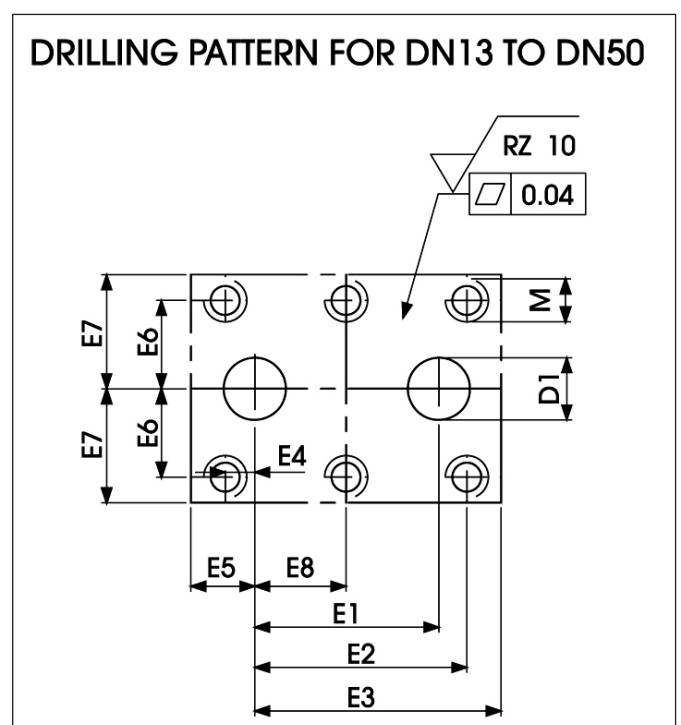 DRILLING PATTERN FOR DN13 TO DN50
RZ 10
0.04
M
E7
E6
D1
E7
E6
E4
E5
E8
E1
E2
E3